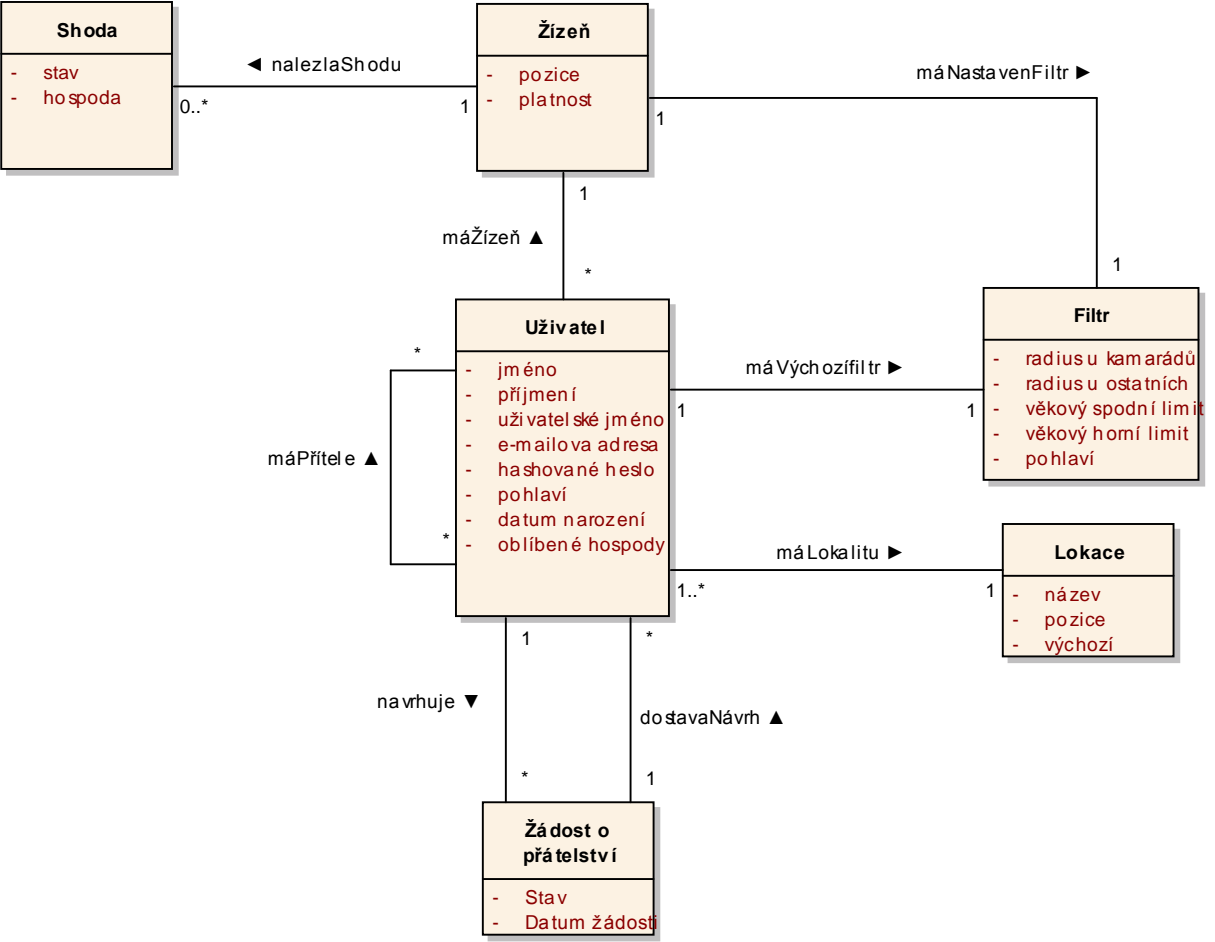 Shoda
- stav
- hospoda
◄ nalezlaShodu
0..*
1
Žízeň
- pozice
- platnost
máNastavenFiltr ►
1
1
1
máŽízeň ▲
*
Uživatel
- jméno
- příjmení
- uživatelské jméno
- e-mailova adresa
- hashované heslo
- pohlaví
- datum narození
- oblíbené hospody
*
máPřítele ▲
*
máVýchozífiltr ►
1
1
Filtr
- radius u kamarádů
- radius u ostatních
- věkový spodní limit
- věkový horní limit
- pohlaví
máLokalitu ►
1..*
1
Lokace
- název
- pozice
- výchozí
1
*
navrhuje ▼
dostavaNávrh ▲
*
1
Žádost o
přátelství
- Stav
- Datum žádosti